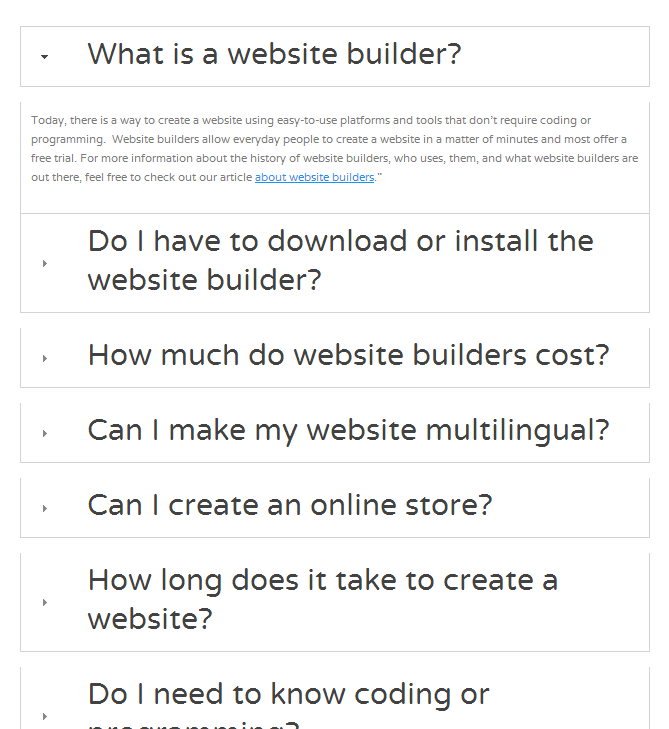 What is a website builder?
Today, there is a way to create a website using easy-to-use platforms and tools that don't require coding or
programming.  Website builders allow everyday people to create a website in a matter of minutes and most offer a
free trial. For more information about the history of website builders, who uses, them, and what website builders are
out there, feel free to check out our article about website builders."
Do I have to download or install the
website builder?
How much do website builders cost?
Can I make my website multilingual?
Can I create an online store?
How long does it take to create a
website?
Do I need to know coding or
programming?